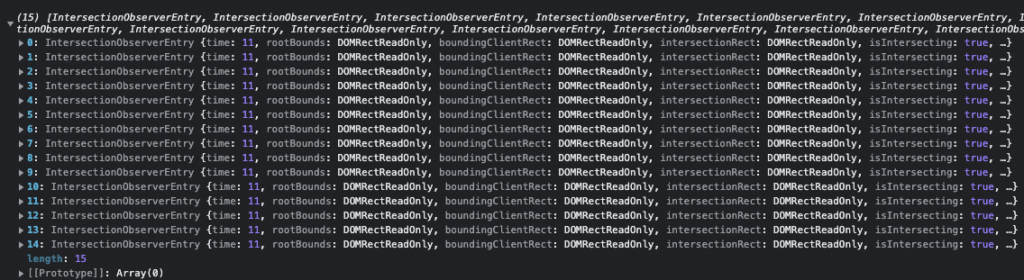 (15) [IntersectionObserverEntry, IntersectionObserverEntry, IntersectionObserverEntry, IntersectionObserverEntry, IntersectionObserverEntry, IntersectionObserverEntry, Int
tionObserverEntry, IntersectionObserverEntry, IntersectionObserverEntry, IntersectionObserverEntry, IntersectionObserverEntry, IntersectionObserverEntry, IntersectionObs
0: IntersectionObserverEntry {time: 11, rootBounds: DOMRectReadOnly, boundingClientRect: DOMRectReadOnly, intersectionRect: DOMRectReadOnly, isIntersecting: true, …}
1: IntersectionObserverEntry {time: 11, rootBounds: DOMRectReadOnly, boundingClientRect: DOMRectReadOnly, intersectionRect: DOMRectReadOnly, isIntersecting: true, …}
2: IntersectionObserverEntry {time: 11, rootBounds: DOMRectReadOnly, boundingClientRect: DOMRectReadOnly, intersectionRect: DOMRectReadOnly, isIntersecting: true, …}
3: IntersectionObserverEntry {time: 11, rootBounds: DOMRectReadOnly, boundingClientRect: DOMRectReadOnly, intersectionRect: DOMRectReadOnly, isIntersecting: true, …}
4: IntersectionObserverEntry {time: 11, rootBounds: DOMRectReadOnly, boundingClientRect: DOMRectReadOnly, intersectionRect: DOMRectReadOnly, isIntersecting: true, …}
5: IntersectionObserverEntry {time: 11, rootBounds: DOMRectReadOnly, boundingClientRect: DOMRectReadOnly, intersectionRect: DOMRectReadOnly, isIntersecting: true, …}
6: IntersectionObserverEntry {time: 11, rootBounds: DOMRectReadOnly, boundingClientRect: DOMRectReadOnly, intersectionRect: DOMRectReadOnly, isIntersecting: true, …}
7: IntersectionObserverEntry {time: 11, rootBounds: DOMRectReadOnly, boundingClientRect: DOMRectReadOnly, intersectionRect: DOMRectReadOnly, isIntersecting: true, …}
8: IntersectionObserverEntry {time: 11, rootBounds: DOMRectReadOnly, boundingClientRect: DOMRectReadOnly, intersectionRect: DOMRectReadOnly, isIntersecting: true, …}
9: IntersectionObserverEntry {time: 11, rootBounds: DOMRectReadOnly, boundingClientRect: DOMRectReadOnly, intersectionRect: DOMRectReadOnly, isIntersecting: true, …}
10: IntersectionObserverEntry {time: 11, rootBounds: DOMRectReadOnly, boundingClientRect: DOMRectReadOnly, intersectionRect: DOMRectReadOnly, isIntersecting: true, …}
11: IntersectionObserverEntry {time: 11, rootBounds: DOMRectReadOnly, boundingClientRect: DOMRectReadOnly, intersectionRect: DOMRectReadOnly, isIntersecting: true, …}
12: IntersectionObserverEntry {time: 11, rootBounds: DOMRectReadOnly, boundingClientRect: DOMRectReadOnly, intersectionRect: DOMRectReadOnly, isIntersecting: true, …}
13: IntersectionObserverEntry {time: 11, rootBounds: DOMRectReadOnly, boundingClientRect: DOMRectReadOnly, intersectionRect: DOMRectReadOnly, isIntersecting: true, …}
14: IntersectionObserverEntry {time: 11, rootBounds: DOMRectReadOnly, boundingClientRect: DOMRectReadOnly, intersectionRect: DOMRectReadOnly, isIntersecting: true, …}
length: 15
[[Prototype]]: Array(0)